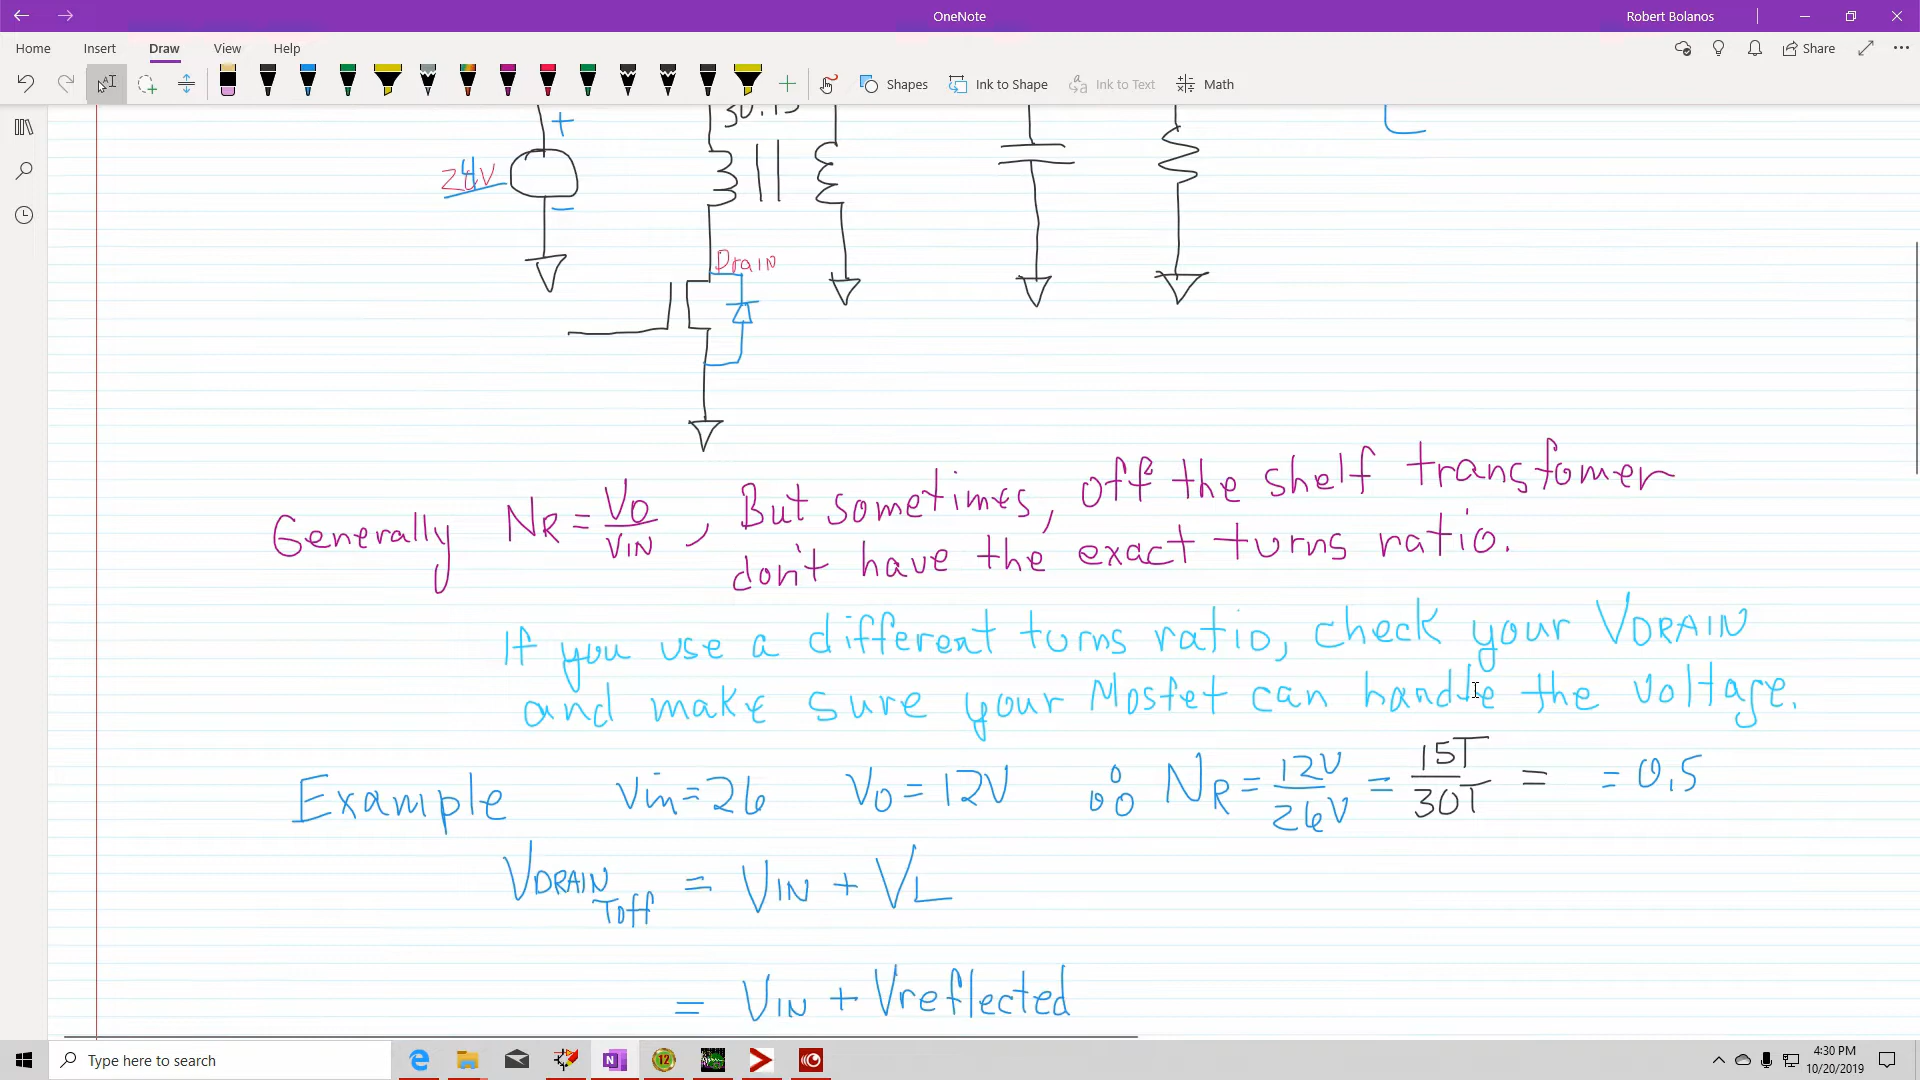 OneNote
Robert Bolanos
Home Insert Draw View Help
Share
Shapes Ink to Shape Ink to Text Math
30:15
+
24V
Drain
Generally NR = VO/VIN , But sometimes, off the shelf transfomer
don't have the exact turns ratio.
If you use a different turns ratio, check your VDRAIN
and make sure your Mosfet can handle the voltage.
Example Vin=26 VO = 12V NR = 12V/26V = 15T/30T = = 0.5
VDRAIN Toff = VIN + VL
= VIN + Vreflected
Type here to search
12
4:30 PM
10/20/2019